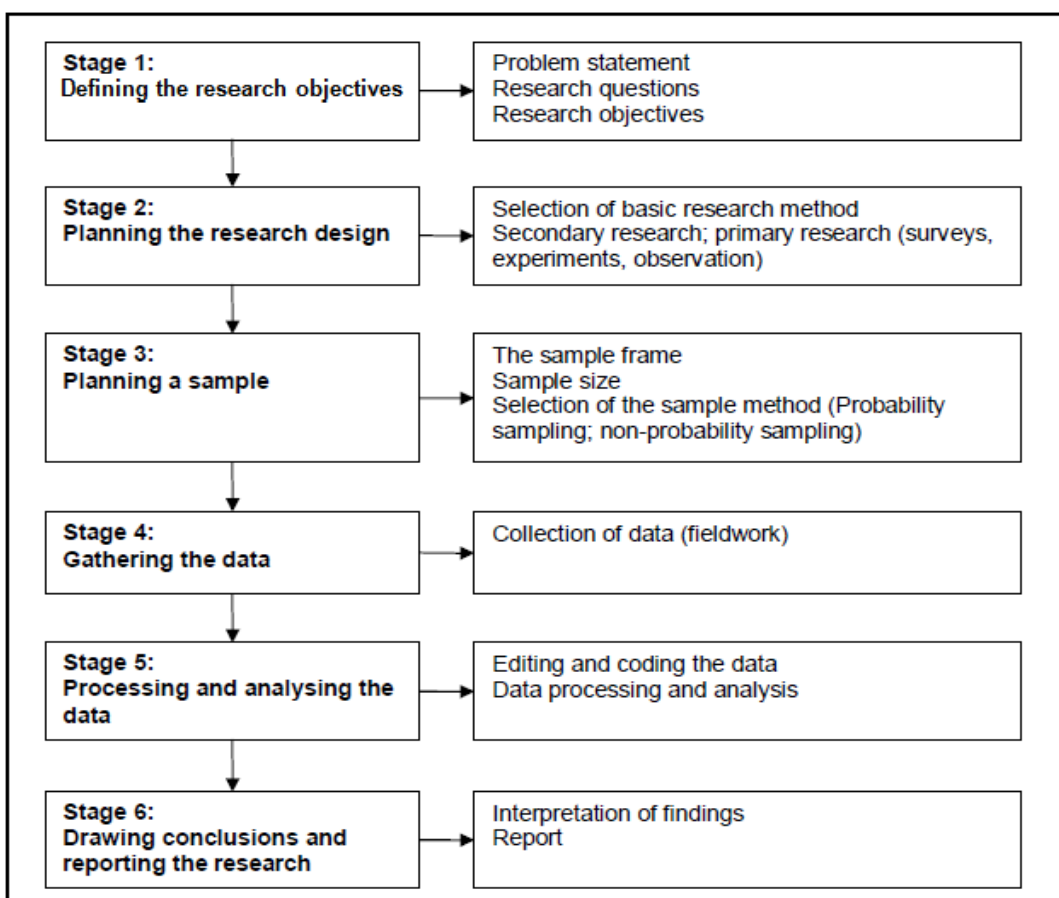 Stage 1:
Defining the research objectives
Problem statement
Research questions
Research objectives
Stage 2:
Planning the research design
Selection of basic research method
Secondary research; primary research (surveys,
experiments, observation)
Stage 3:
Planning a sample
The sample frame
Sample size
Selection of the sample method (Probability
sampling; non-probability sampling)
Stage 4:
Gathering the data
Collection of data (fieldwork)
Stage 5:
Processing and analysing the
data
Editing and coding the data
Data processing and analysis
Stage 6:
Drawing conclusions and
reporting the research
Interpretation of findings
Report